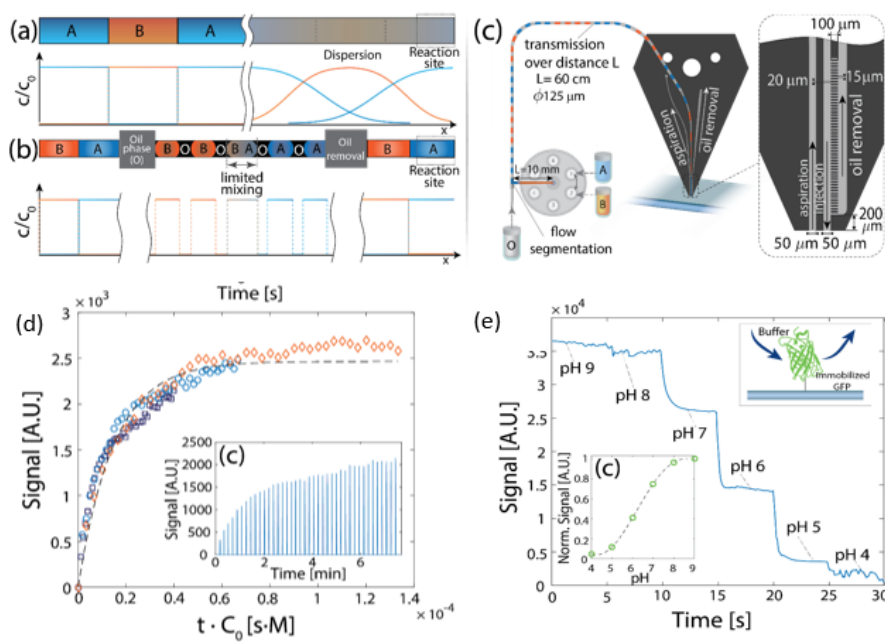 (a)
A B A
Dispersion
Reaction
site
c/c0
x
(b)
B A
Oil
phase
(O)
B O B O B A O A O A
Oil
removal
B A
limited
mixing
Reaction
site
c/c0
x
(c)
transmission
over distance L
L= 60 cm
ϕ125 μm
aspiration
oil removal
L=10 mm
A
B
O
flow
segmentation
100
μm
20 μm
15 μm
aspiration
injection
oil removal
200
μm
50 μm 50 μm
Time [s]
(d)
× 10³
3
2.5
2
1.5
1
0.5
0
Signal [A.U.]
0 0.2 0.4 0.6 0.8 1 1.2 1.4
× 10⁻⁴
t · C0 [s·M]
(c)
2500
2000
1500
1000
500
0
Signal [A.U.]
0 2 4 6
Time [min]
(e)
× 10⁴
4
3
2.5
2
1.5
1
0.5
0
Signal [A.U.]
pH 9
pH 8
pH 7
pH 6
pH 5
pH 4
0 5 10 15 20 25 30
Time [s]
Buffer
Immobilized
GFP
(c)
1
0.8
0.6
0.4
0.2
0
Norm. Signal [A.U.]
4 5 6 7 8 9
pH